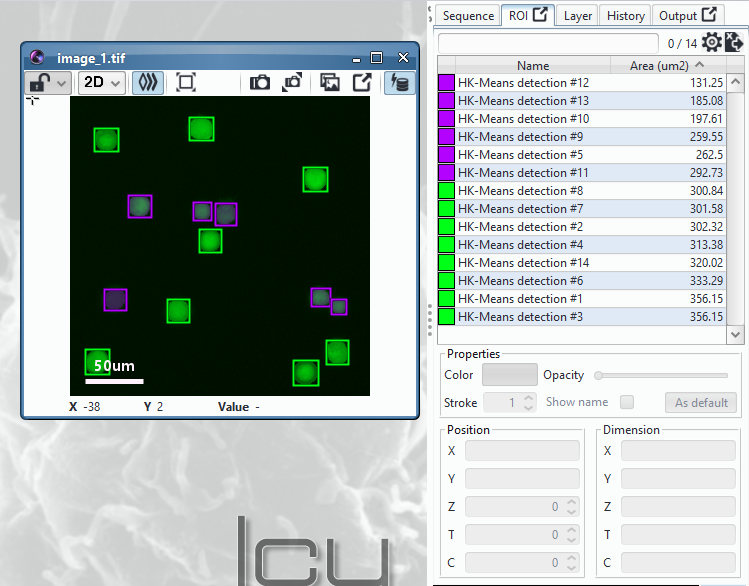 Sequence ROI Layer History Output
0 / 14
image_1.tif
2D
50um
X -38 Y 2 Value -
Name Area (um2)
HK-Means detection #12 131.25
HK-Means detection #13 185.08
HK-Means detection #10 197.61
HK-Means detection #9 259.55
HK-Means detection #5 262.5
HK-Means detection #11 292.73
HK-Means detection #8 300.84
HK-Means detection #7 301.58
HK-Means detection #2 302.32
HK-Means detection #4 313.38
HK-Means detection #14 320.02
HK-Means detection #6 333.29
HK-Means detection #1 356.15
HK-Means detection #3 356.15
Properties
Color Opacity
Stroke 1 Show name As default
Position Dimension
X X
Y Y
Z 0 Z
T 0 T
C 0 C
Icy